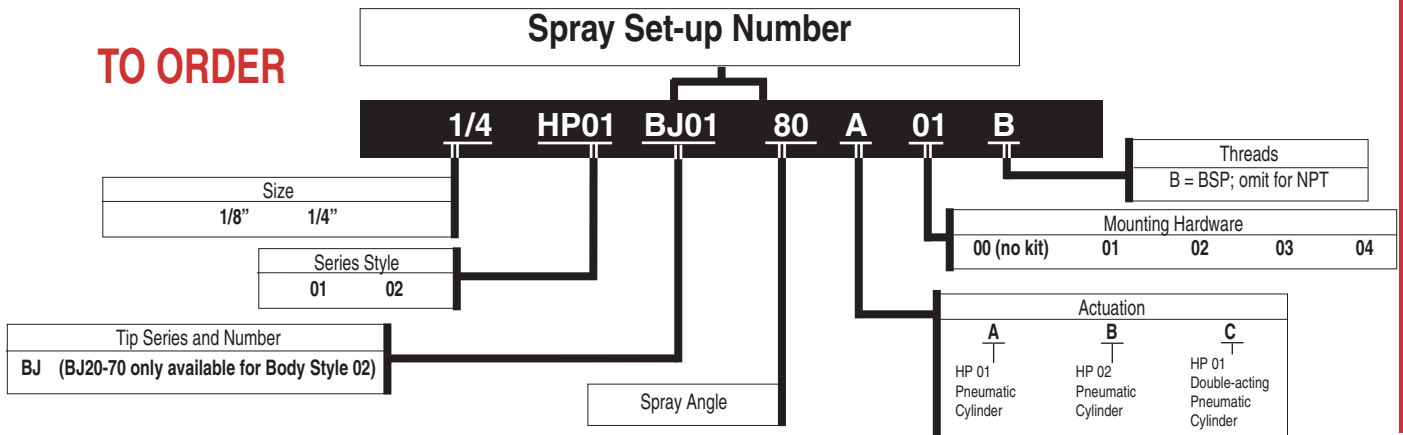 Spray Set-up Number
TO ORDER
1/4 HP01 BJ01 80 A 01 B
Threads
B = BSP; omit for NPT
Size
1/8” 1/4”
Mounting Hardware
00 (no kit) 01 02 03 04
Series Style
01 02
Actuation
A B C
HP 01
Pneumatic
Cylinder
HP 02
Pneumatic
Cylinder
HP 01
Double-acting
Pneumatic
Cylinder
Tip Series and Number
BJ (BJ20-70 only available for Body Style 02)
Spray Angle